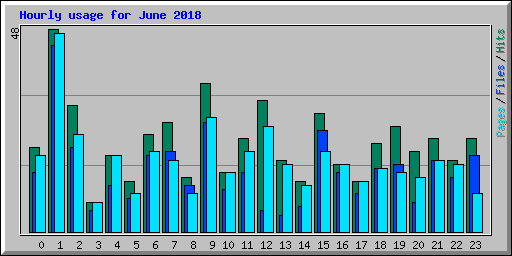 Hourly usage for June 2018
48
Pages / Files / Hits
0 1 2 3 4 5 6 7 8 9 10 11 12 13 14 15 16 17 18 19 20 21 22 23